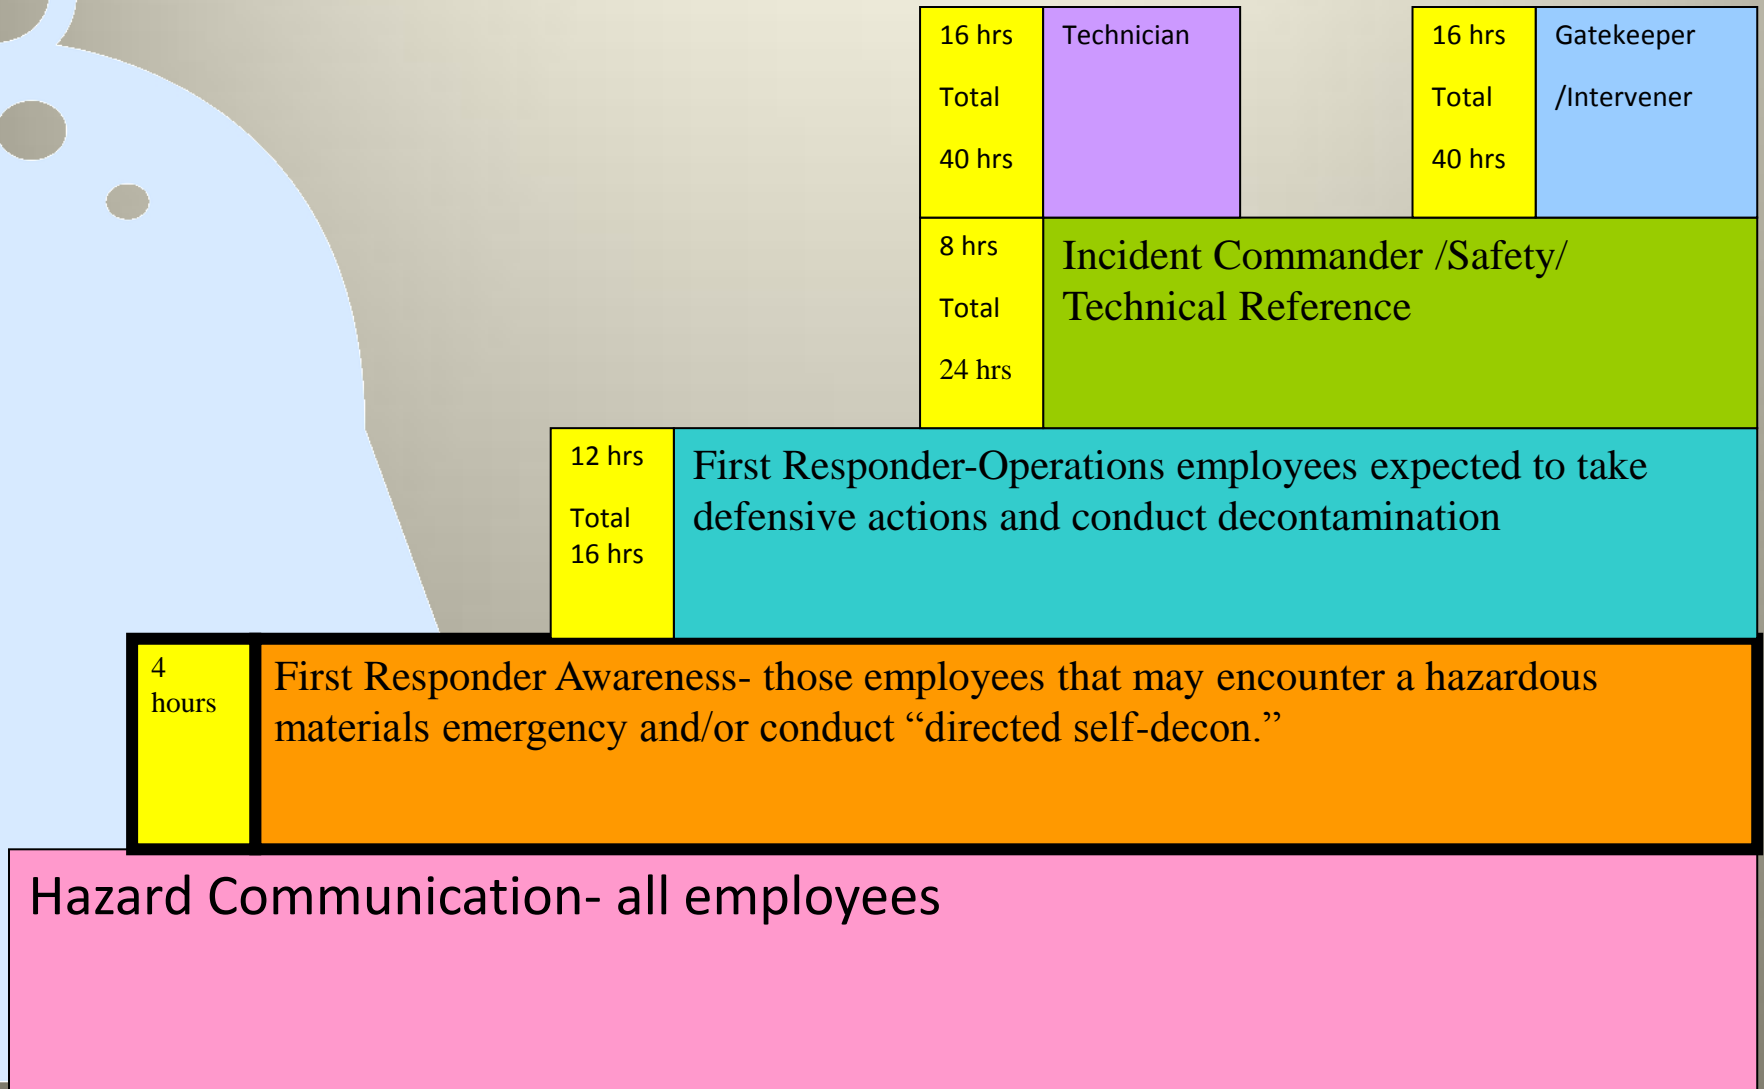 16 hrs
Total
40 hrs
Technician
16 hrs
Total
40 hrs
Gatekeeper
/Intervener
8 hrs
Total
24 hrs
Incident Commander /Safety/
Technical Reference
12 hrs
Total
16 hrs
First Responder-Operations employees expected to take
defensive actions and conduct decontamination
4
hours
First Responder Awareness- those employees that may encounter a hazardous
materials emergency and/or conduct “directed self-decon.”
Hazard Communication- all employees